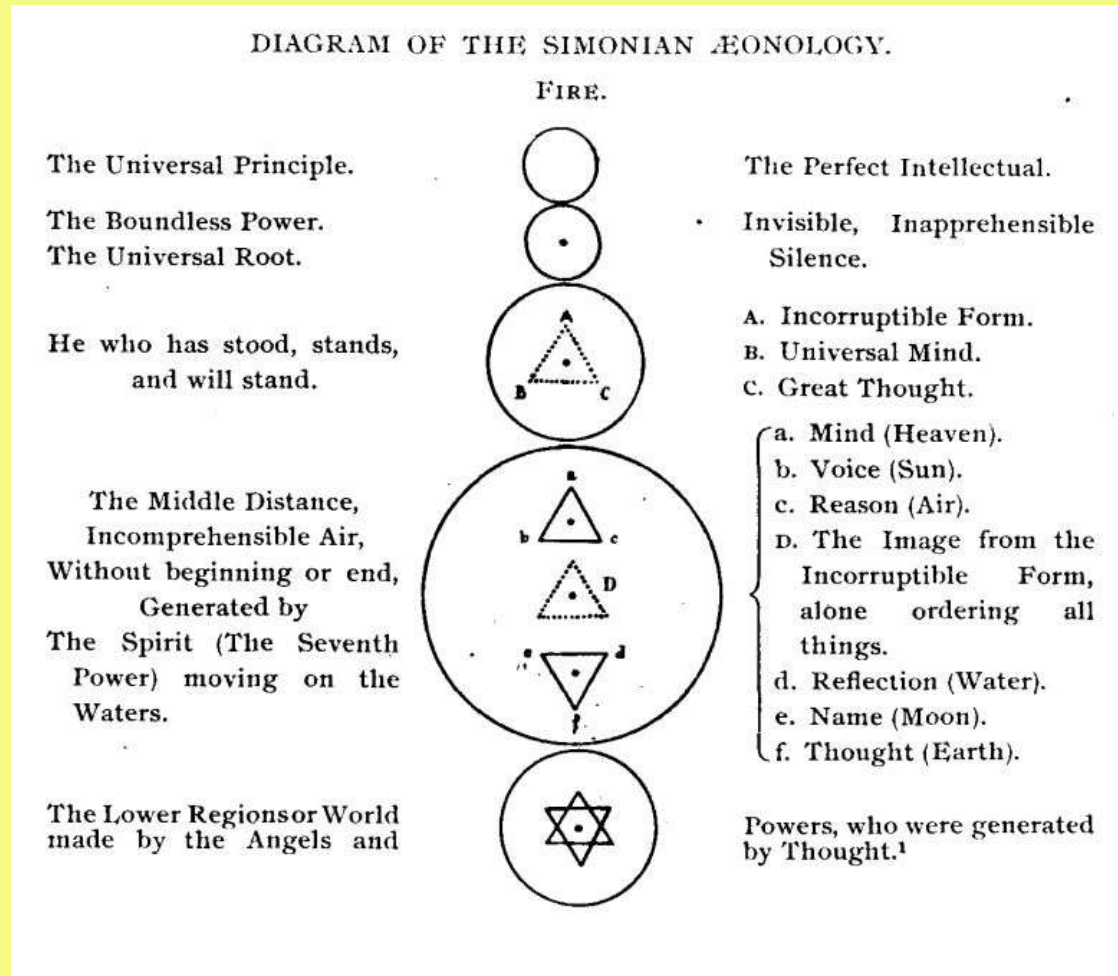 DIAGRAM OF THE SIMONIAN ÆONOLOGY.
FIRE.
The Universal Principle.
The Perfect Intellectual.
The Boundless Power.
The Universal Root.
Invisible, Inapprehensible
Silence.
He who has stood, stands,
and will stand.
A
B
C
A. Incorruptible Form.
B. Universal Mind.
C. Great Thought.
The Middle Distance,
Incomprehensible Air,
Without beginning or end,
Generated by
The Spirit (The Seventh
Power) moving on the
Waters.
a
b
c
D
e
d
f
a. Mind (Heaven).
b. Voice (Sun).
c. Reason (Air).
D. The Image from the
Incorruptible Form,
alone ordering all
things.
d. Reflection (Water).
e. Name (Moon).
f. Thought (Earth).
The Lower Regions or World
made by the Angels and
Powers, who were generated
by Thought.¹